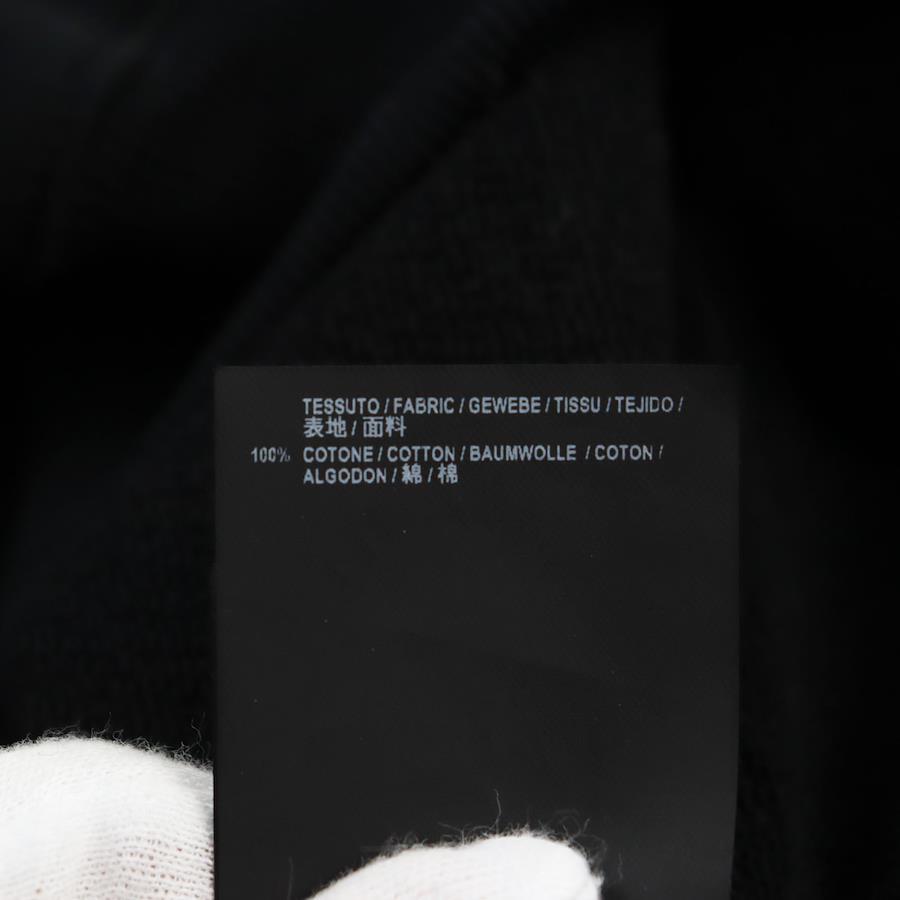 TESSUTO / FABRIC / GEWEBE / TISSU / TEJIDO /
表地 / 面料
100% COTONE / COTTON / BAUMWOLLE / COTON /
ALGODON / 綿 / 棉